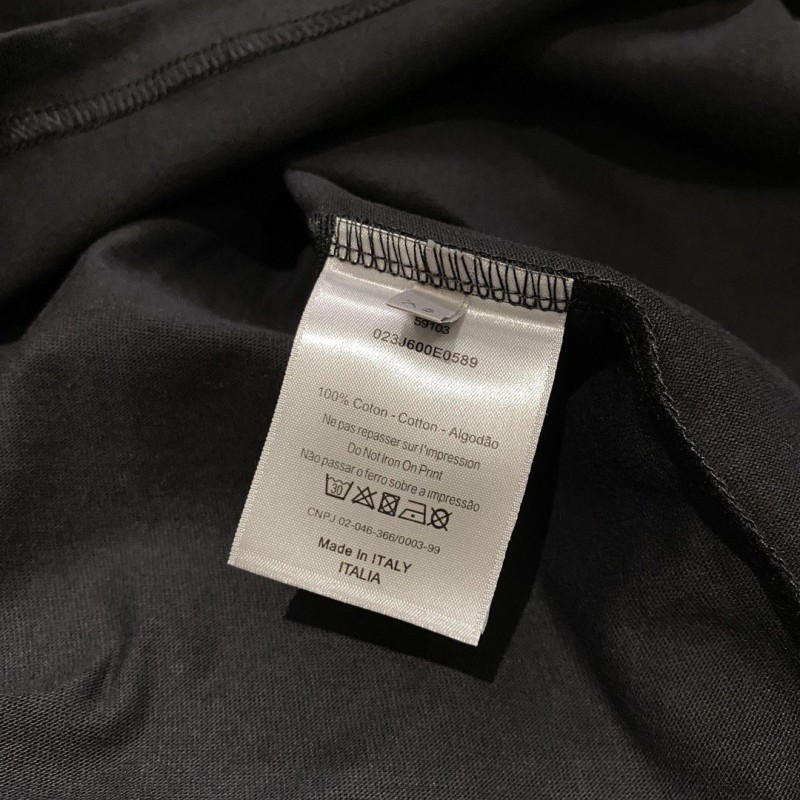 59103
023J600E0589
100% Coton - Cotton - Algodão
Ne pas repasser sur l'impression
Do Not Iron On Print
Não passar o ferro sobre a impressão
30
CNPJ 02-046-366/0003-99
Made In ITALY
ITALIA